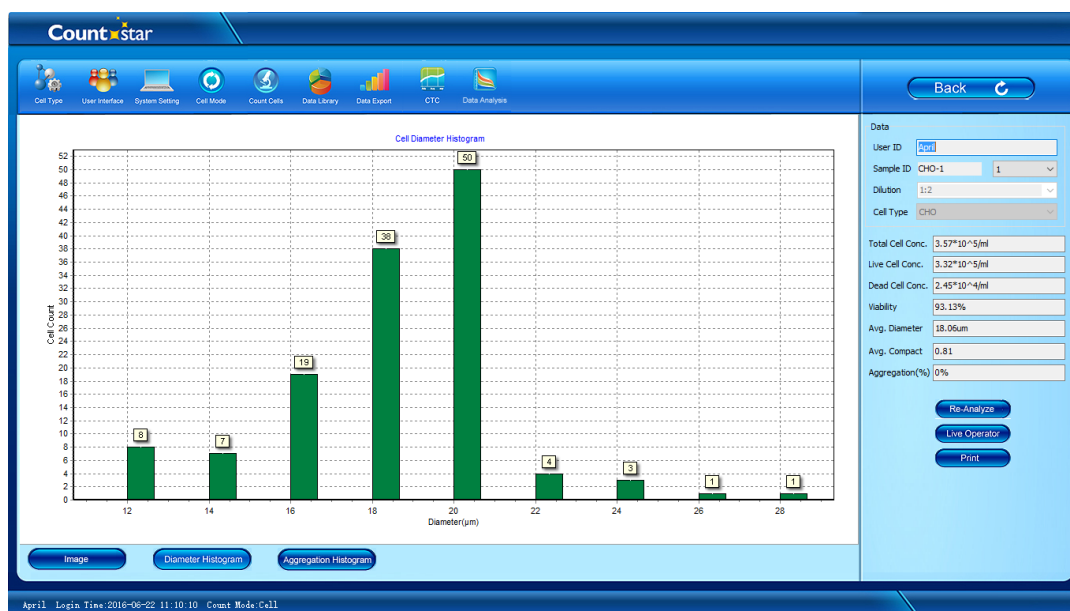 Countstar
Cell Type User Interface System Setting Cell Mode Count Cells Data Library Data Export CTC Data Analysis
Back
Cell Diameter Histogram
52
50
48
46
44
42
40
38
36
34
32
30
28
26
24
22
20
18
16
14
12
10
8
6
4
2
0
Cell Count
8 7 19 38 50 4 3 1 1
12 14 16 18 20 22 24 26 28
Diameter(µm)
Image Diameter Histogram Aggregation Histogram
Data
User ID April
Sample ID CHO-1 1
Dilution 1:2
Cell Type CHO
Total Cell Conc. 3.57*10^5/ml
Live Cell Conc. 3.32*10^5/ml
Dead Cell Conc. 2.45*10^4/ml
Viability 93.13%
Avg. Diameter 18.06um
Avg. Compact 0.81
Aggregation(%) 0%
Re-Analyze
Live Operator
Print
April Login Time:2016-06-22 11:10:10 Count Mode:Cell